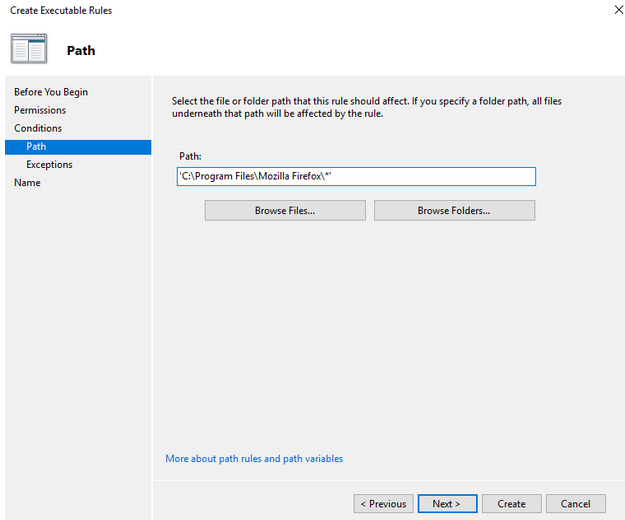 Create Executable Rules
Path
Before You Begin
Permissions
Conditions
Path
Exceptions
Name
Select the file or folder path that this rule should affect. If you specify a folder path, all files
underneath that path will be affected by the rule.
Path:
'C:\Program Files\Mozilla Firefox\*'
Browse Files...
Browse Folders...
More about path rules and path variables
< Previous
Next >
Create
Cancel